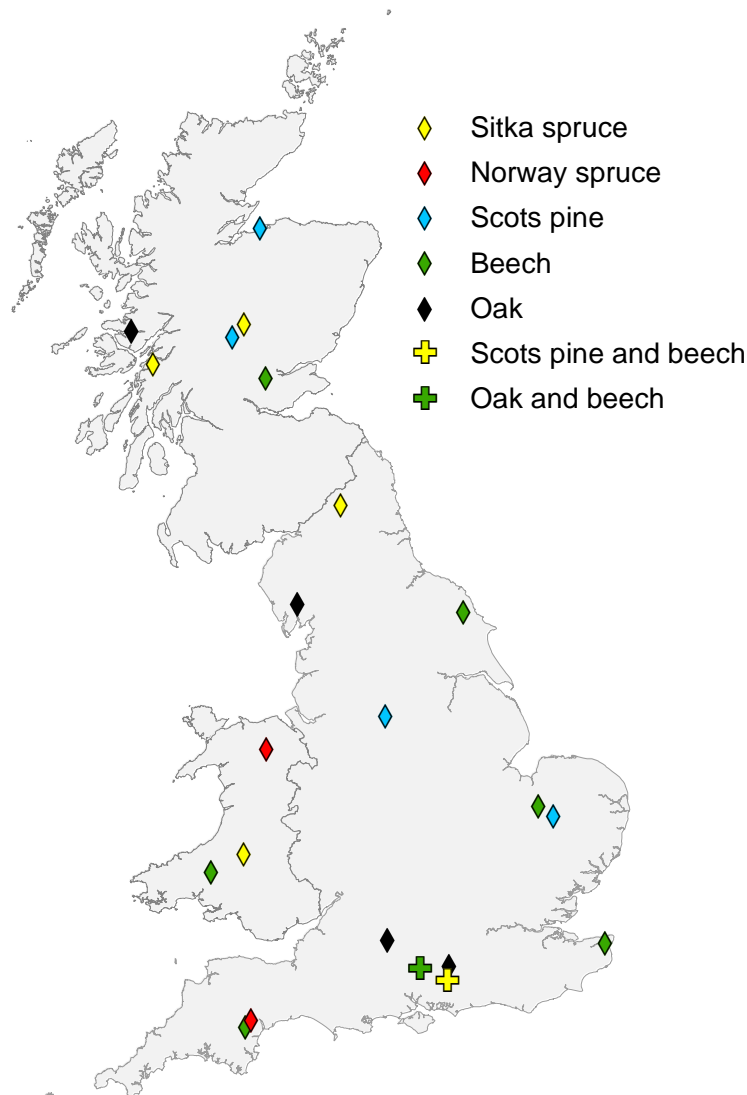 Sitka spruce
Norway spruce
Scots pine
Beech
Oak
Scots pine and beech
Oak and beech